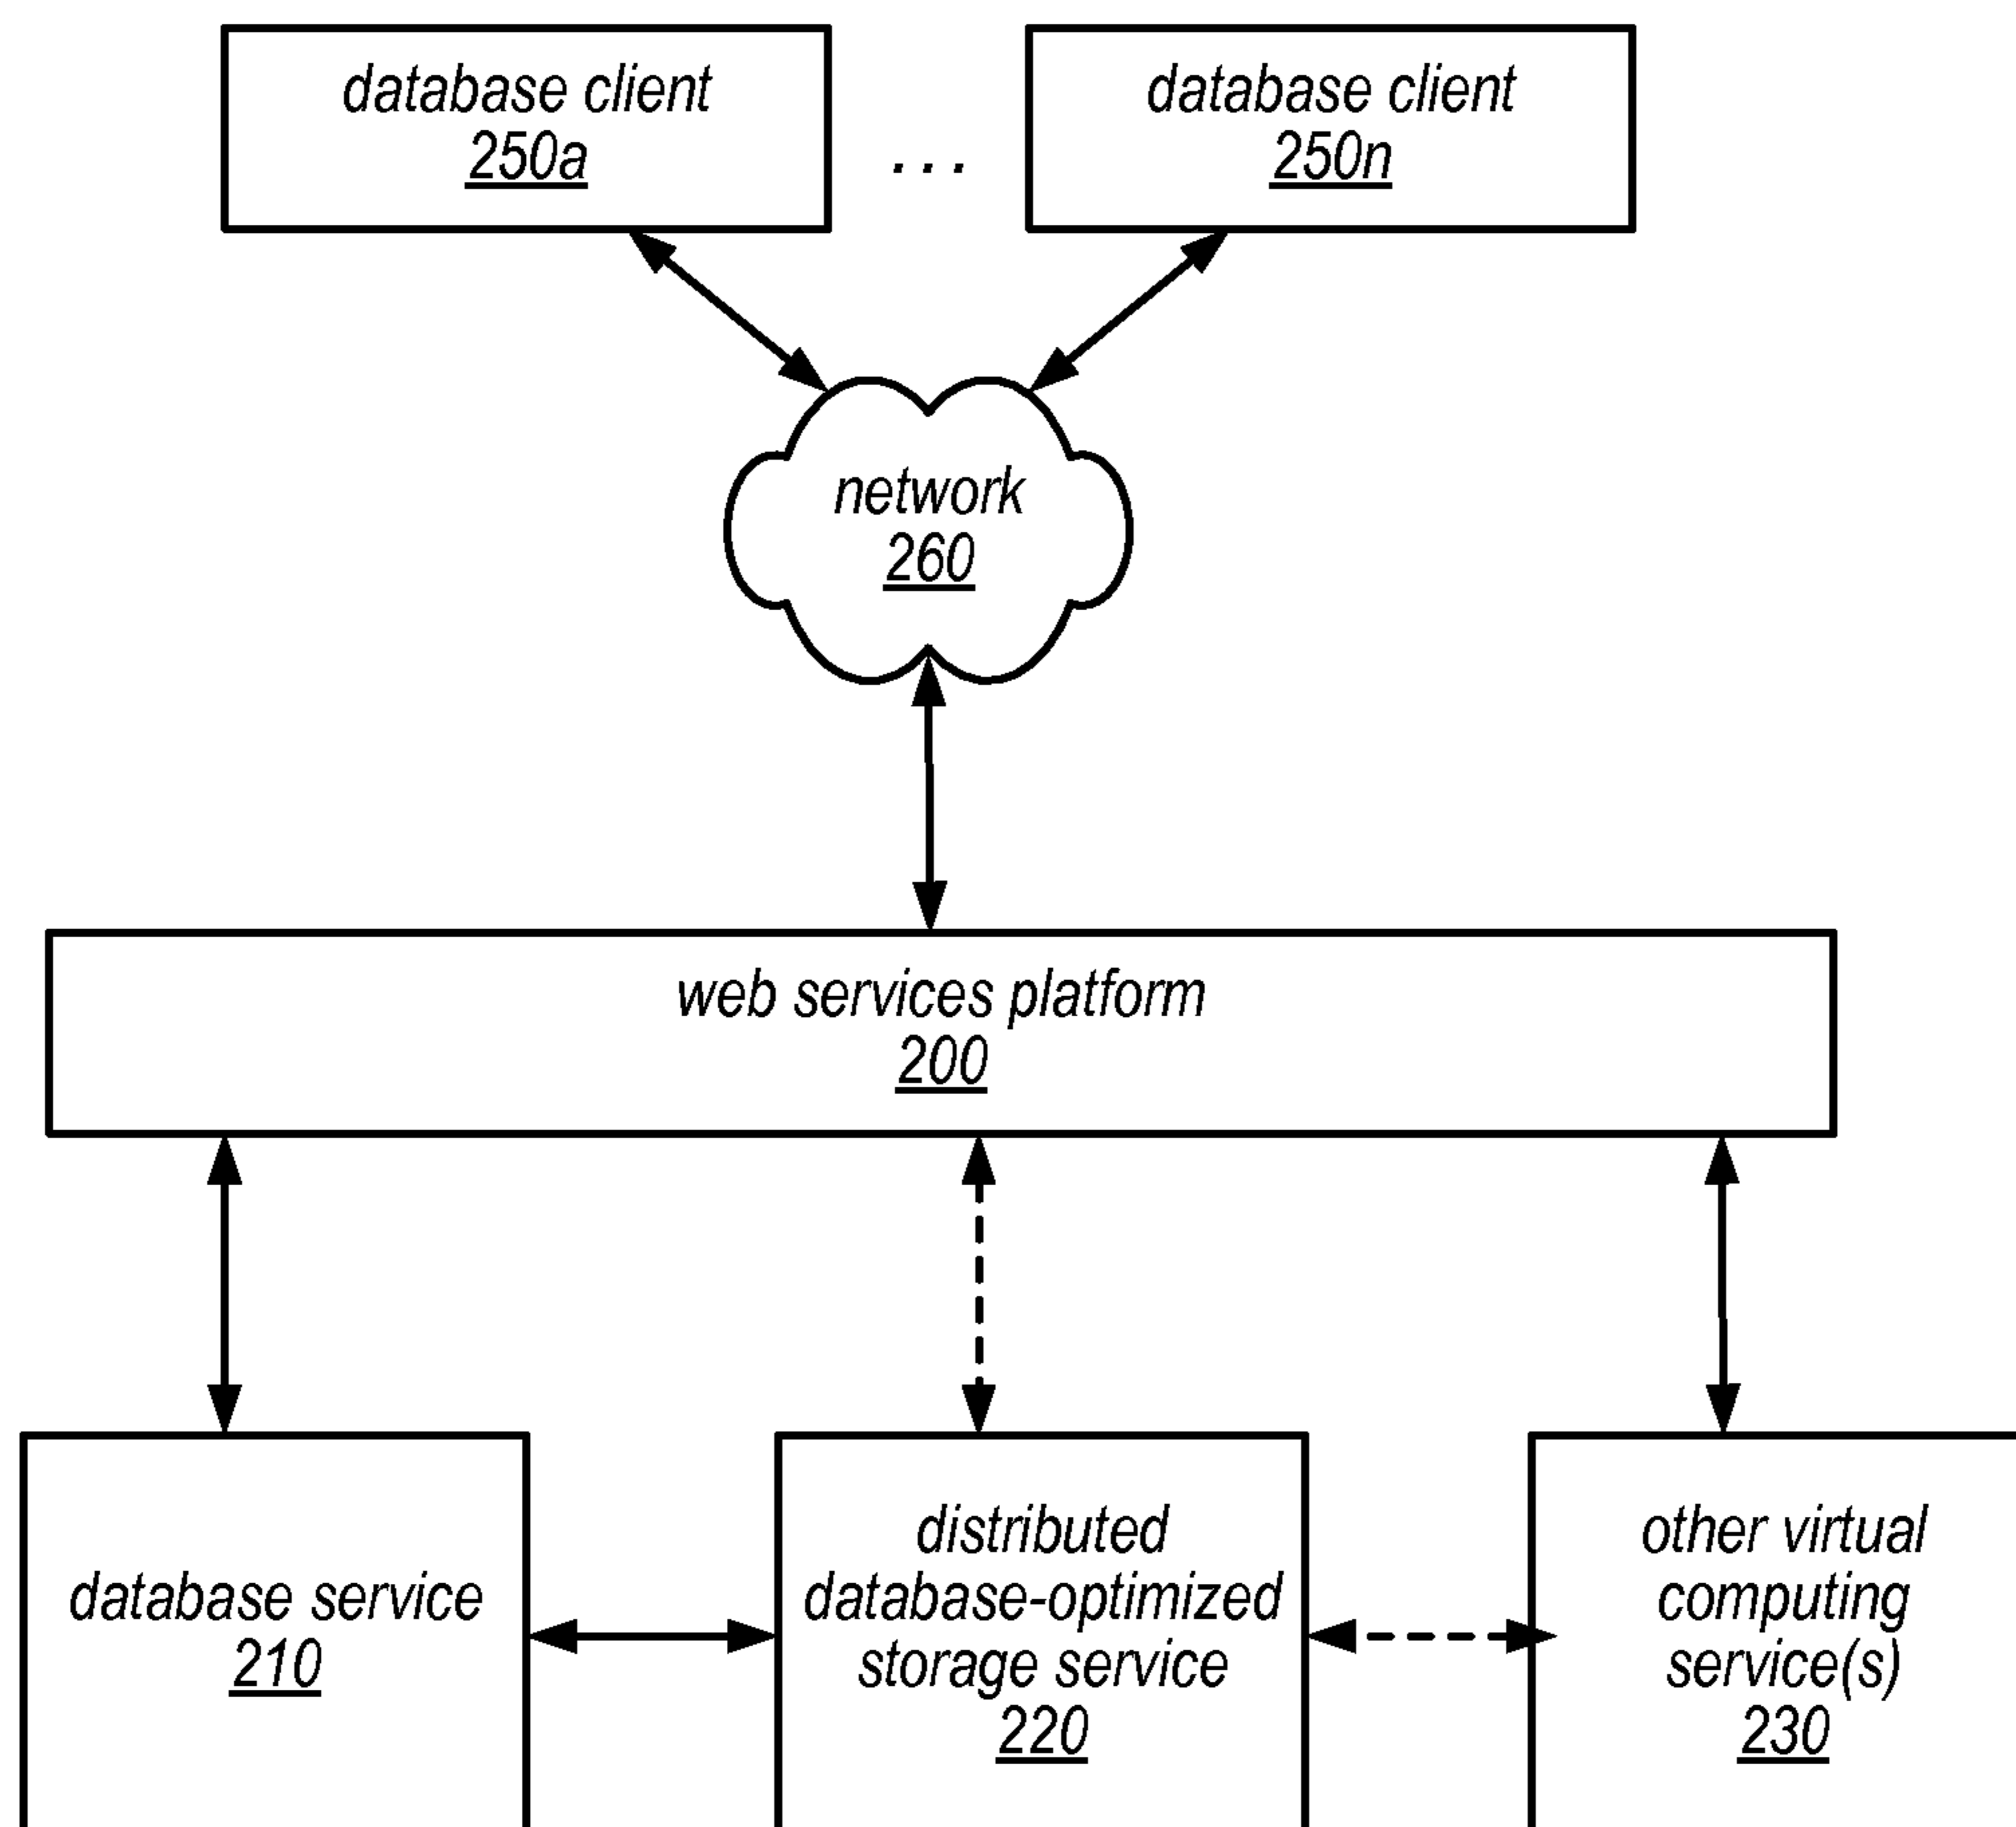 database client
250a
...
database client
250n
network
260
web services platform
200
database service
210
distributed
database-optimized
storage service
220
other virtual
computing
service(s)
230